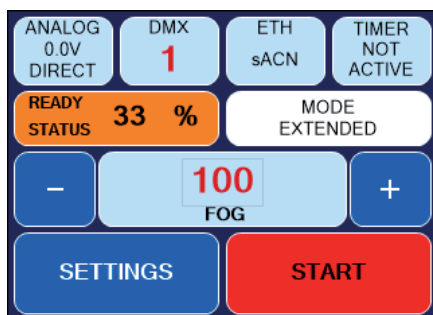 ANALOG
0.0V
DIRECT
DMX
1
ETH
sACN
TIMER
NOT
ACTIVE
READY
STATUS
33 %
MODE
EXTENDED
−
100
FOG
+
SETTINGS
START